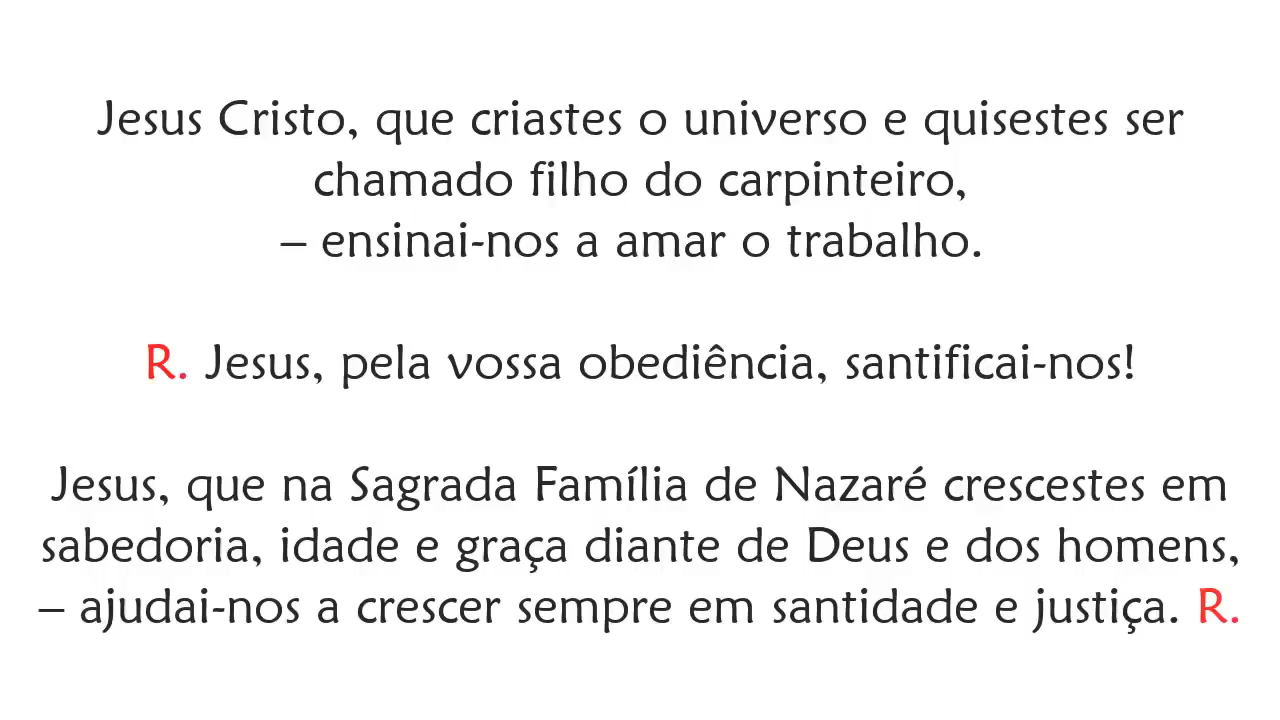 Jesus Cristo, que criastes o universo e quisestes ser
chamado filho do carpinteiro,
– ensinai-nos a amar o trabalho.
R. Jesus, pela vossa obediência, santificai-nos!
Jesus, que na Sagrada Família de Nazaré crescestes em
sabedoria, idade e graça diante de Deus e dos homens,
– ajudai-nos a crescer sempre em santidade e justiça. R.